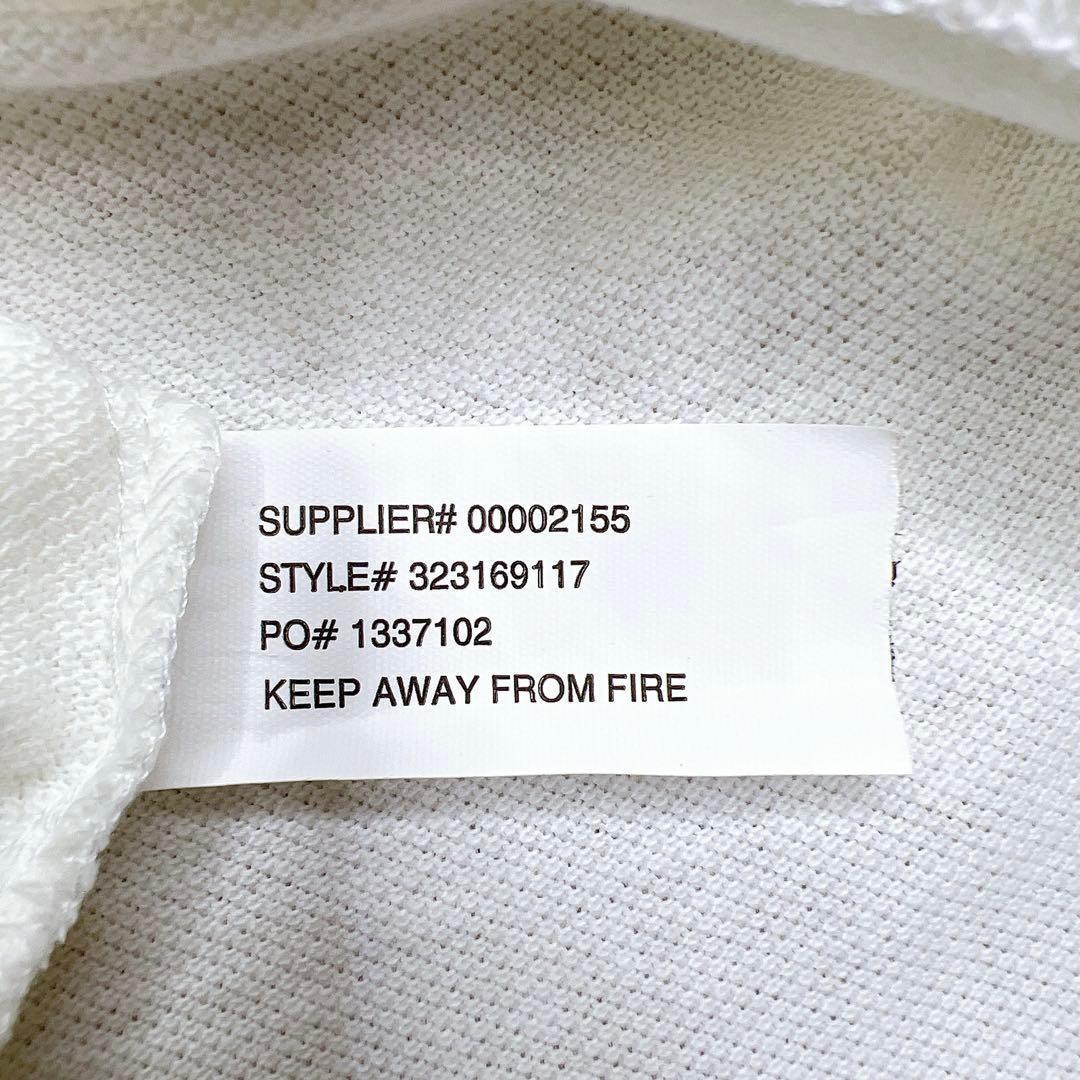 SUPPLIER# 00002155
STYLE# 323169117
PO# 1337102
KEEP AWAY FROM FIRE